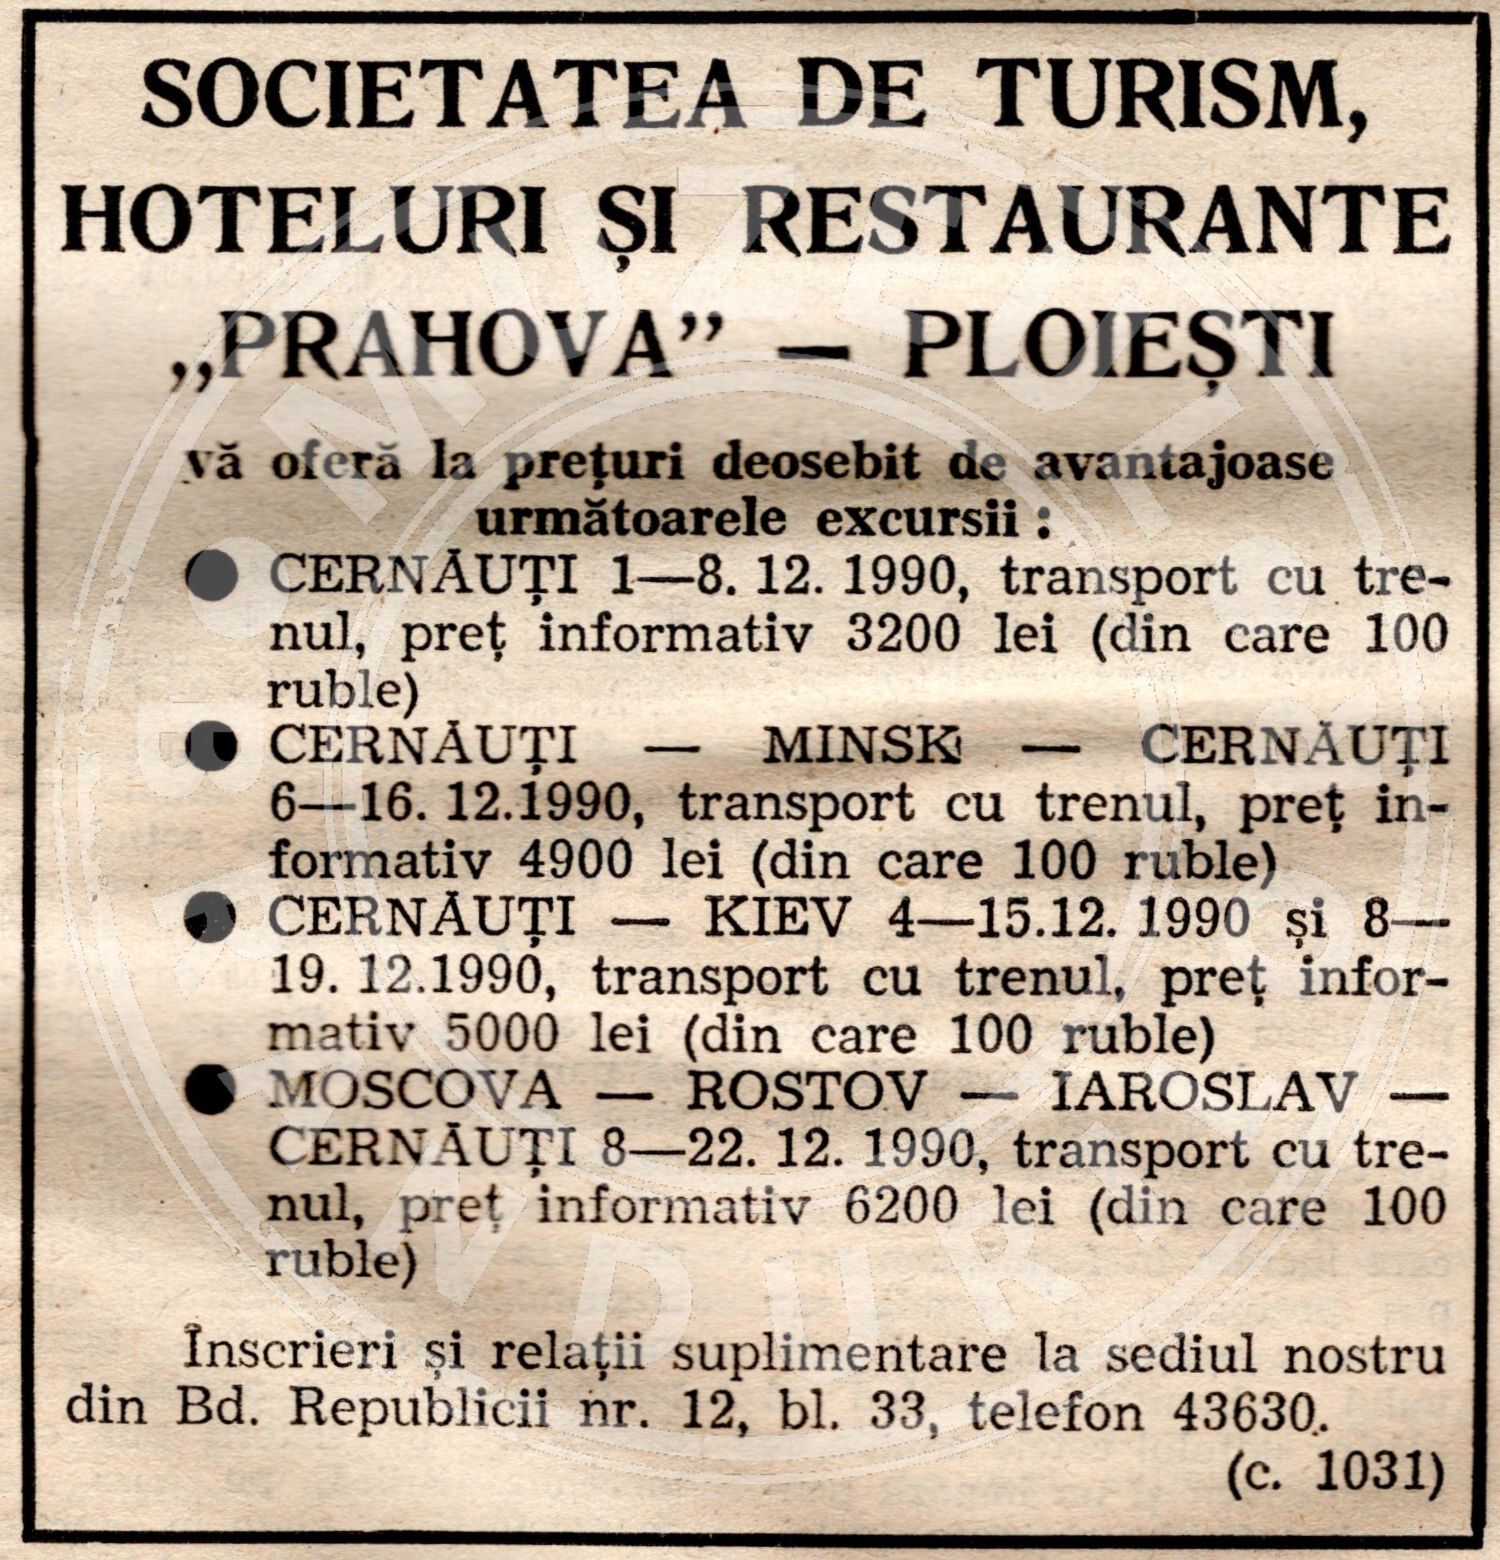 SOCIETATEA DE TURISM,
HOTELURI ȘI RESTAURANTE
„PRAHOVA” — PLOIEȘTI
vă oferă la prețuri deosebit de avantajoase
următoarele excursii :
● CERNĂUȚI 1—8. 12. 1990, transport cu tre-
nul, preț informativ 3200 lei (din care 100
ruble)
● CERNĂUȚI — MINSK — CERNĂUȚI
6—16. 12.1990, transport cu trenul, preț in-
formativ 4900 lei (din care 100 ruble)
● CERNĂUȚI — KIEV 4—15.12. 1990 și 8—
19. 12.1990, transport cu trenul, preț infor-
mativ 5000 lei (din care 100 ruble)
● MOSCOVA — ROSTOV — IAROSLAV —
CERNĂUȚI 8—22. 12. 1990, transport cu tre-
nul, preț informativ 6200 lei (din care 100
ruble)
Înscrieri și relații suplimentare la sediul nostru
din Bd. Republicii nr. 12, bl. 33, telefon 43630.
(c. 1031)